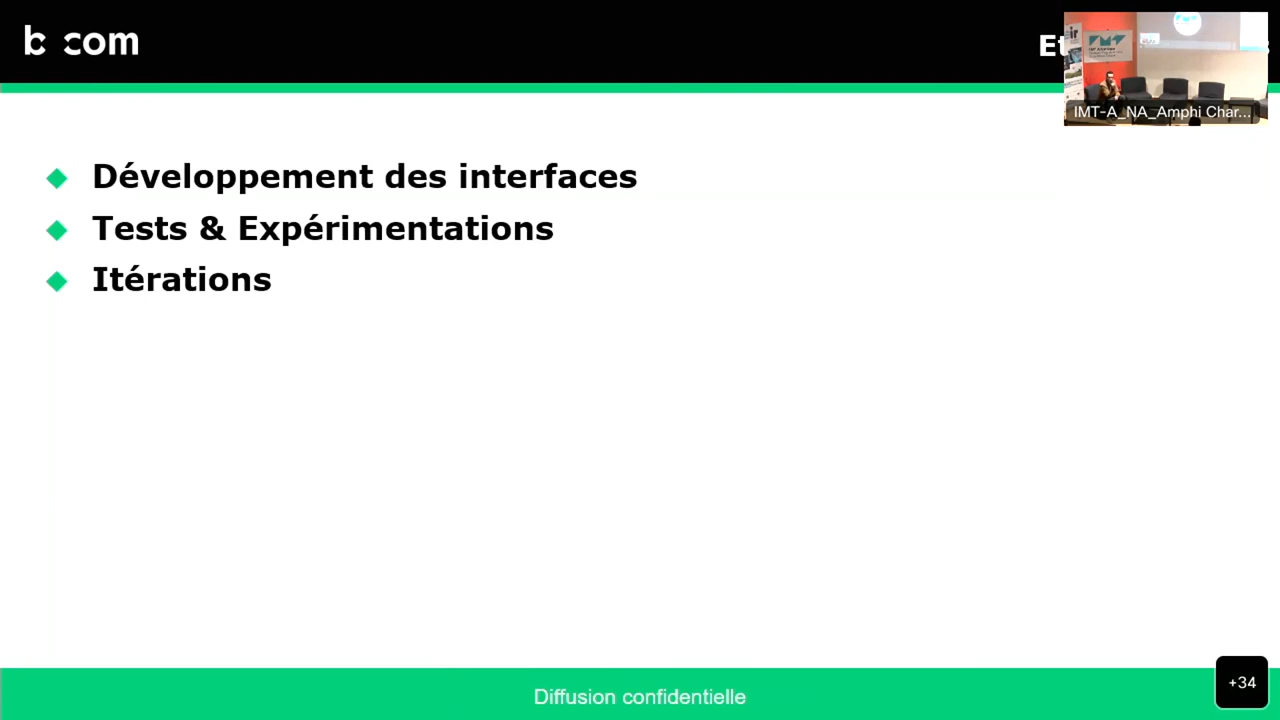 b com
Développement des interfaces
Tests & Expérimentations
Itérations
IMT-A_NA_Amphi Char...
Diffusion confidentielle
+34